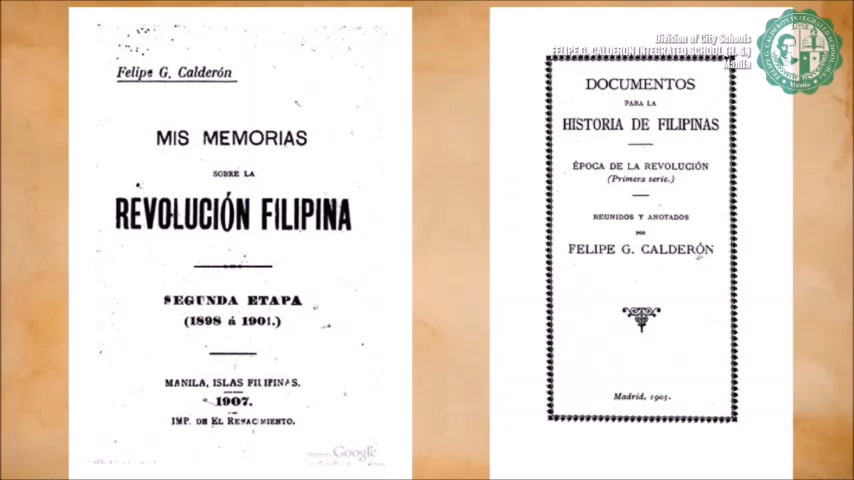 Felipe G. Calderón
MIS MEMORIAS
SOBRE LA
REVOLUCIÓN FILIPINA
SEGUNDA ETAPA
(1898 á 1901.)
MANILA, ISLAS FILIPINAS.
1907.
IMP. DE EL RENACIMIENTO.
Google
DOCUMENTOS
PARA LA
HISTORIA DE FILIPINAS
ÉPOCA DE LA REVOLUCIÓN
(Primera serie.)
REUNIDOS Y ANOTADOS
POR
FELIPE G. CALDERÓN
Madrid, 1905.
Division of City Schools
FELIPE G. CALDERON INTEGRATED SCHOOL (H. S.)
Manila